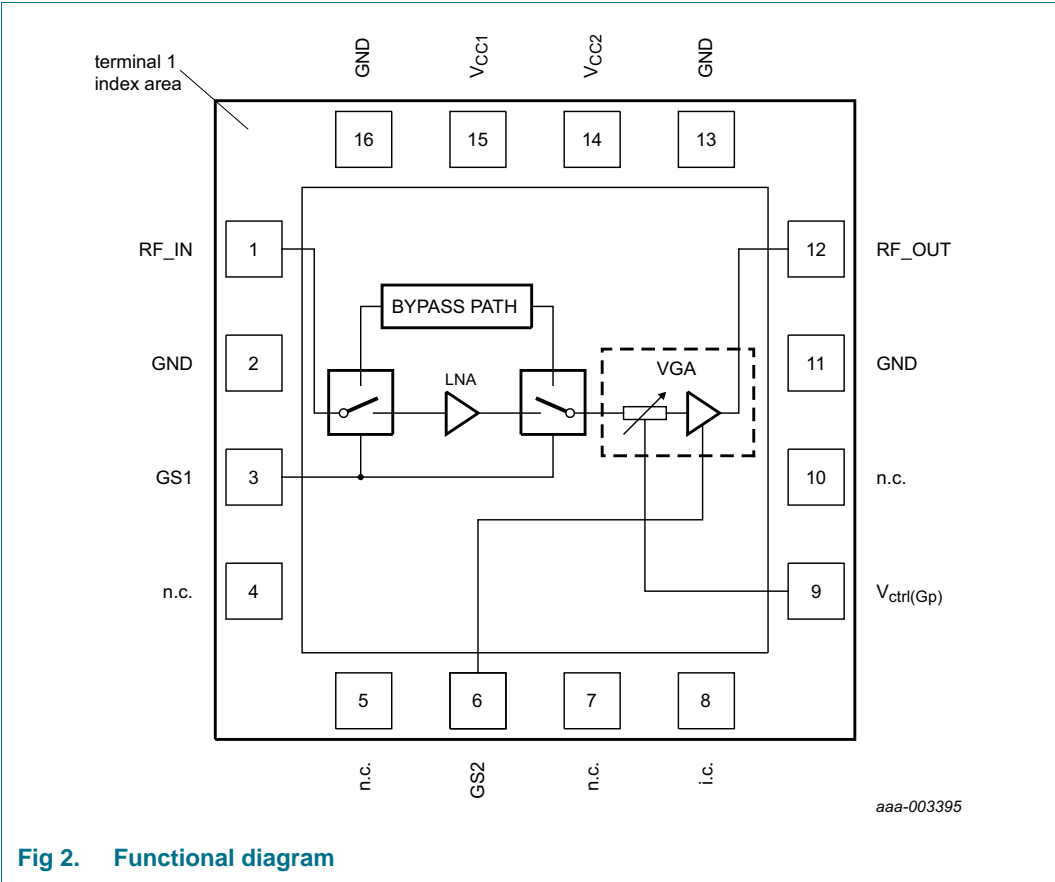 GND
VCC1
VCC2
GND
terminal 1
index area
16
15
14
13
RF_IN
1
12
RF_OUT
BYPASS PATH
GND
2
LNA
VGA
11
GND
GS1
3
10
n.c.
n.c.
4
9
Vctrl(Gp)
5
6
7
8
n.c.
GS2
n.c.
i.c.
aaa-003395
Fig 2. Functional diagram